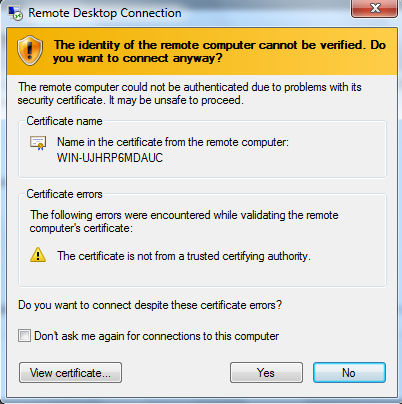 Remote Desktop Connection
The identity of the remote computer cannot be verified. Do
you want to connect anyway?
The remote computer could not be authenticated due to problems with its
security certificate. It may be unsafe to proceed.
Certificate name
Name in the certificate from the remote computer:
WIN-UJHRP6MDAUC
Certificate errors
The following errors were encountered while validating the remote
computer's certificate:
The certificate is not from a trusted certifying authority.
Do you want to connect despite these certificate errors?
Don't ask me again for connections to this computer
View certificate...
Yes
No